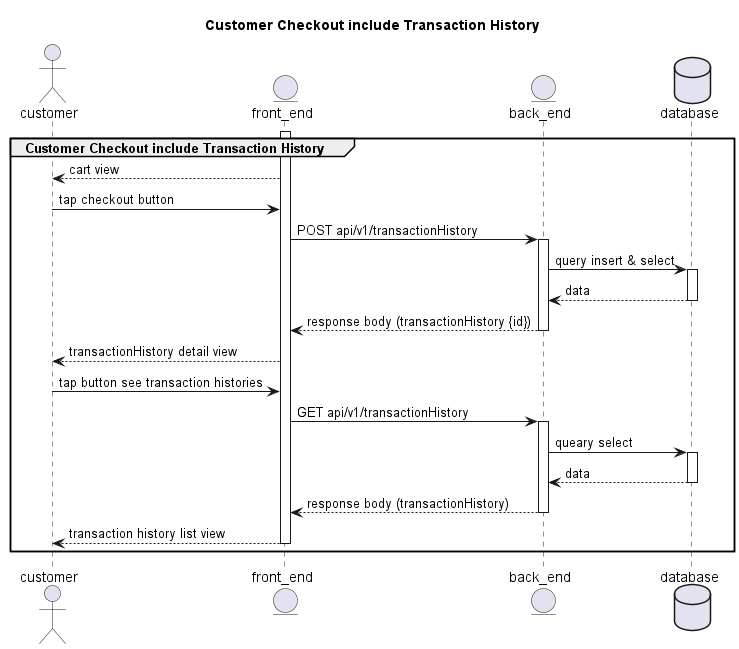 Customer Checkout include Transaction History
customer
front_end
back_end
database
Customer Checkout include Transaction History
cart view
tap checkout button
POST api/v1/transactionHistory
query insert & select
data
response body (transactionHistory {id})
transactionHistory detail view
tap button see transaction histories
GET api/v1/transactionHistory
queary select
data
response body (transactionHistory)
transaction history list view
customer
front_end
back_end
database